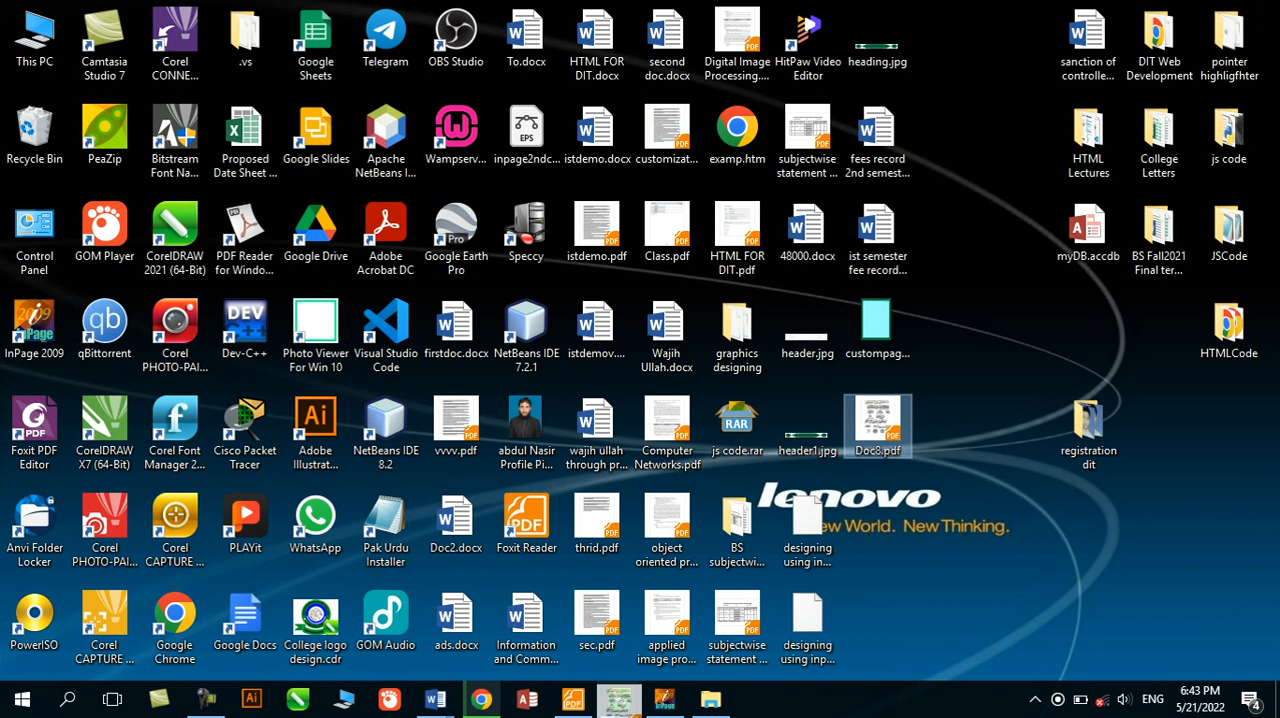 Camtasia Studio 7
Corel CONNE...
.vs
Google Sheets
Telegram
OBS Studio
To.docx
HTML FOR DIT.docx
second doc.docx
Digital Image Processing....
HitPaw Video Editor
heading.jpg
sanction of controlle...
DIT Web Development
pointer highligfhter
Recycle Bin
PeaZip
Bitstream Font Na...
Proposed Date Sheet ...
Google Slides
Apache NetBeans I...
Wampserv...
EPS
inpage2ndc...
istdemo.docx
customizat...
examp.htm
subjectwise statement ...
fees record 2nd semest...
HTML Lectures
College LMS
js code
Control Panel
GOM Player
CorelDRAW 2021 (64-Bit)
PDF Reader for Windo...
Google Drive
Adobe Acrobat DC
Pro
Google Earth Pro
Speccy
istdemo.pdf
Class.pdf
HTML FOR DIT.pdf
48000.docx
ist semester fee record...
myDB.accdb
BS Fall2021 Final ter...
JSCode
InPage 2009
qBittorrent
Corel PHOTO-PAI...
DEV
C++
Dev-C++
Photo Viewer For Win 10
Visual Studio Code
firstdoc.docx
NetBeans IDE 7.2.1
istdemov....
Wajih Ullah.docx
graphics designing
header.jpg
custompag...
HTMLCode
Foxit PDF Editor
CorelDRAW X7 (64-Bit)
Corel Font Manager 2...
Cisco Packet Tracer
Ai
Adobe Illustrat...
NetBeans IDE 8.2
vvvv.pdf
abdul Nasir Profile Pi...
wajih ullah through pr...
Computer Networks.pdf
RAR
js code.rar
header1.jpg
Doc8.pdf
registration dit
lenovo
New World. New Thinking.
Anvi Folder Locker
Corel PHOTO-PAI...
Corel CAPTURE ...
PLAYit
WhatsApp
Pak Urdu Installer
Doc2.docx
PDF
Foxit Reader
thrid.pdf
object oriented pr...
BS subjectwi...
designing using in...
PowerISO
Corel CAPTURE ...
Google Chrome
Google Docs
College logo design.cdr
GOM Audio
ads.docx
Information and Comm...
sec.pdf
applied image pro...
subjectwise statement ...
designing using inp...
ENG
6:43 PM
5/21/2022
4